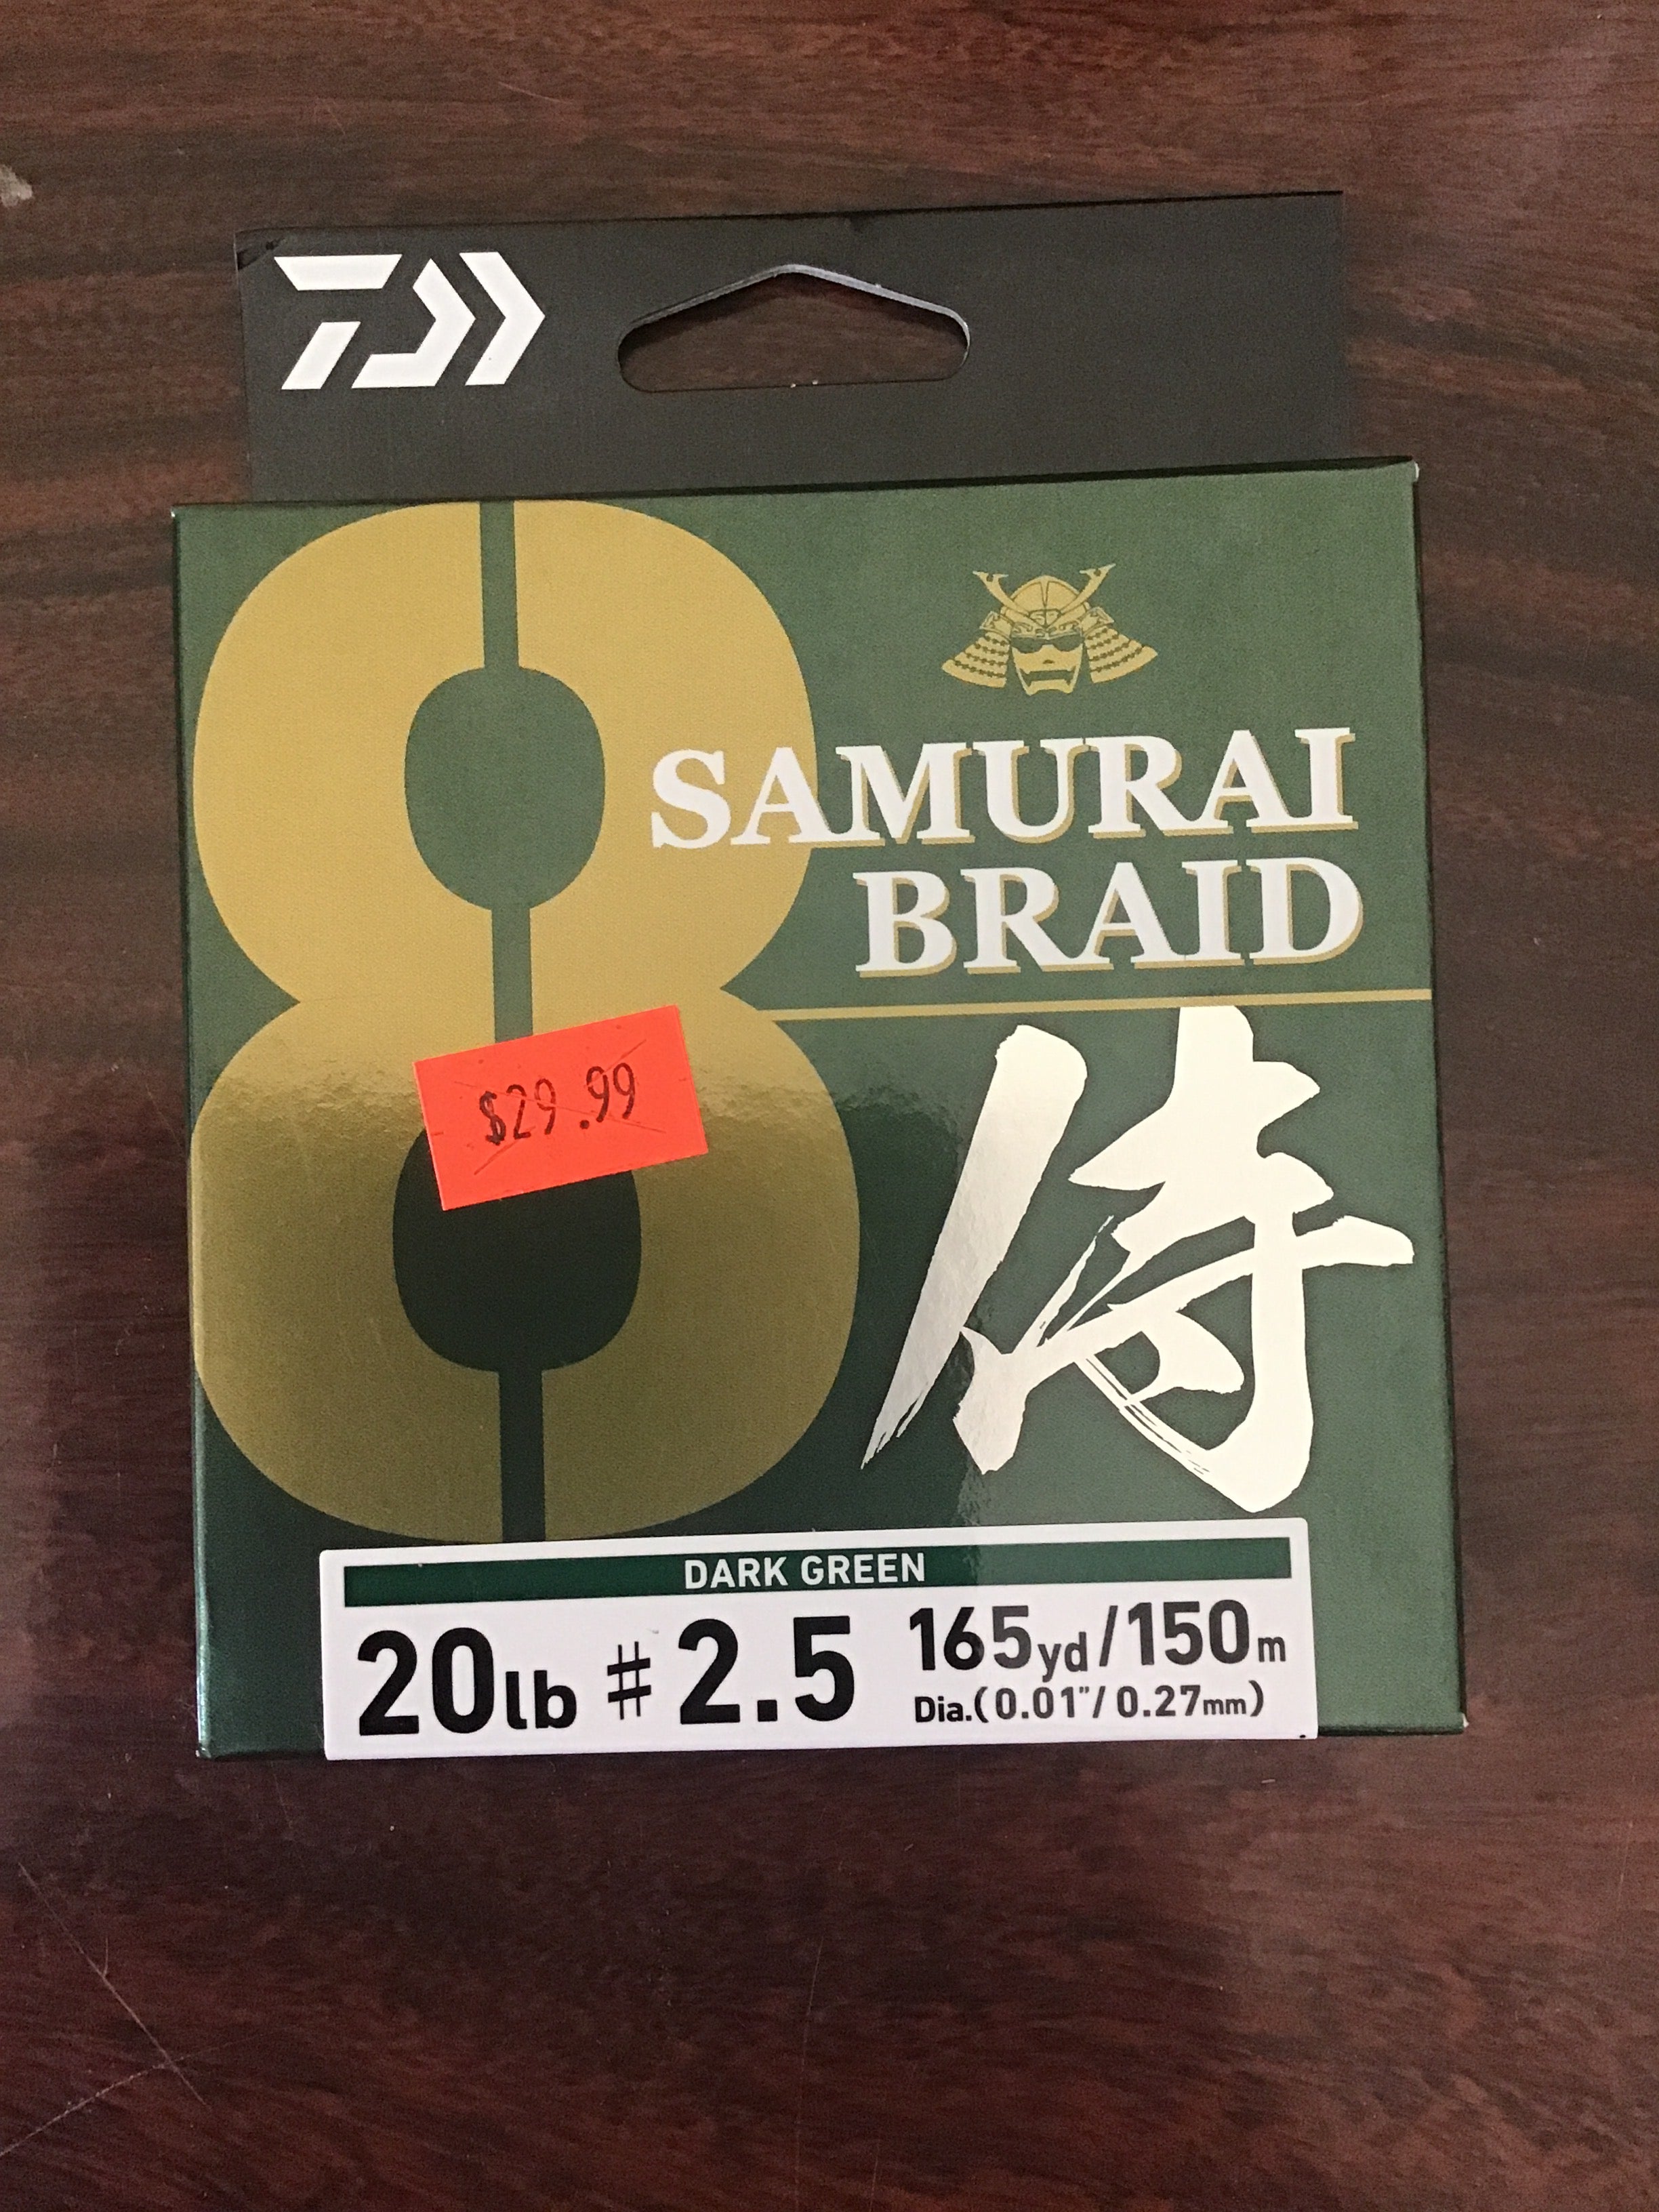 8
SAMURAI
BRAID
$29.99
侍
DARK GREEN
20lb #2.5 165yd/150m
Dia.(0.01"/0.27mm)